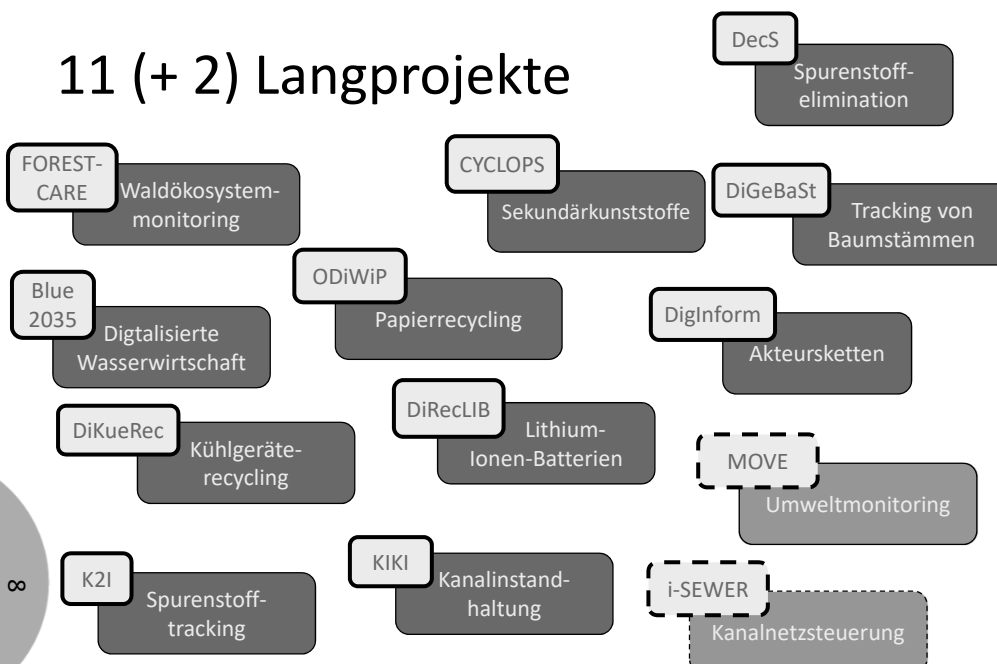 11 (+ 2) Langprojekte
DecS
Spurenstoff-
elimination
FOREST-
CARE
Waldökosystem-
monitoring
CYCLOPS
Sekundärkunststoffe
DiGeBaSt
Tracking von
Baumstämmen
Blue
2035
Digtalisierte
Wasserwirtschaft
ODiWiP
Papierrecycling
DigInform
Akteursketten
DiKueRec
Kühlgeräte-
recycling
DiRecLIB
Lithium-
Ionen-Batterien
MOVE
Umweltmonitoring
∞
K2I
Spurenstoff-
tracking
KIKI
Kanalinstand-
haltung
i-SEWER
Kanalnetzsteuerung